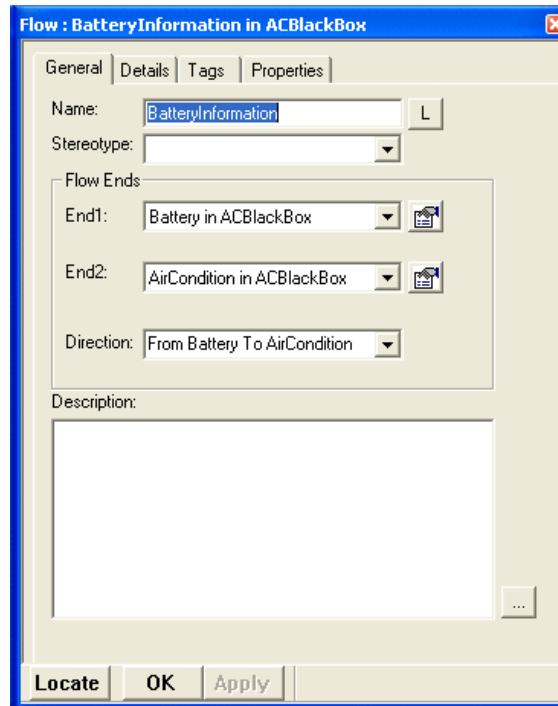 Flow : BatteryInformation in ACBlackBox
General Details Tags Properties
Name: BatteryInformation L
Stereotype:
Flow Ends
End1: Battery in ACBlackBox
End2: AirCondition in ACBlackBox
Direction: From Battery To AirCondition
Description:
...
Locate OK Apply